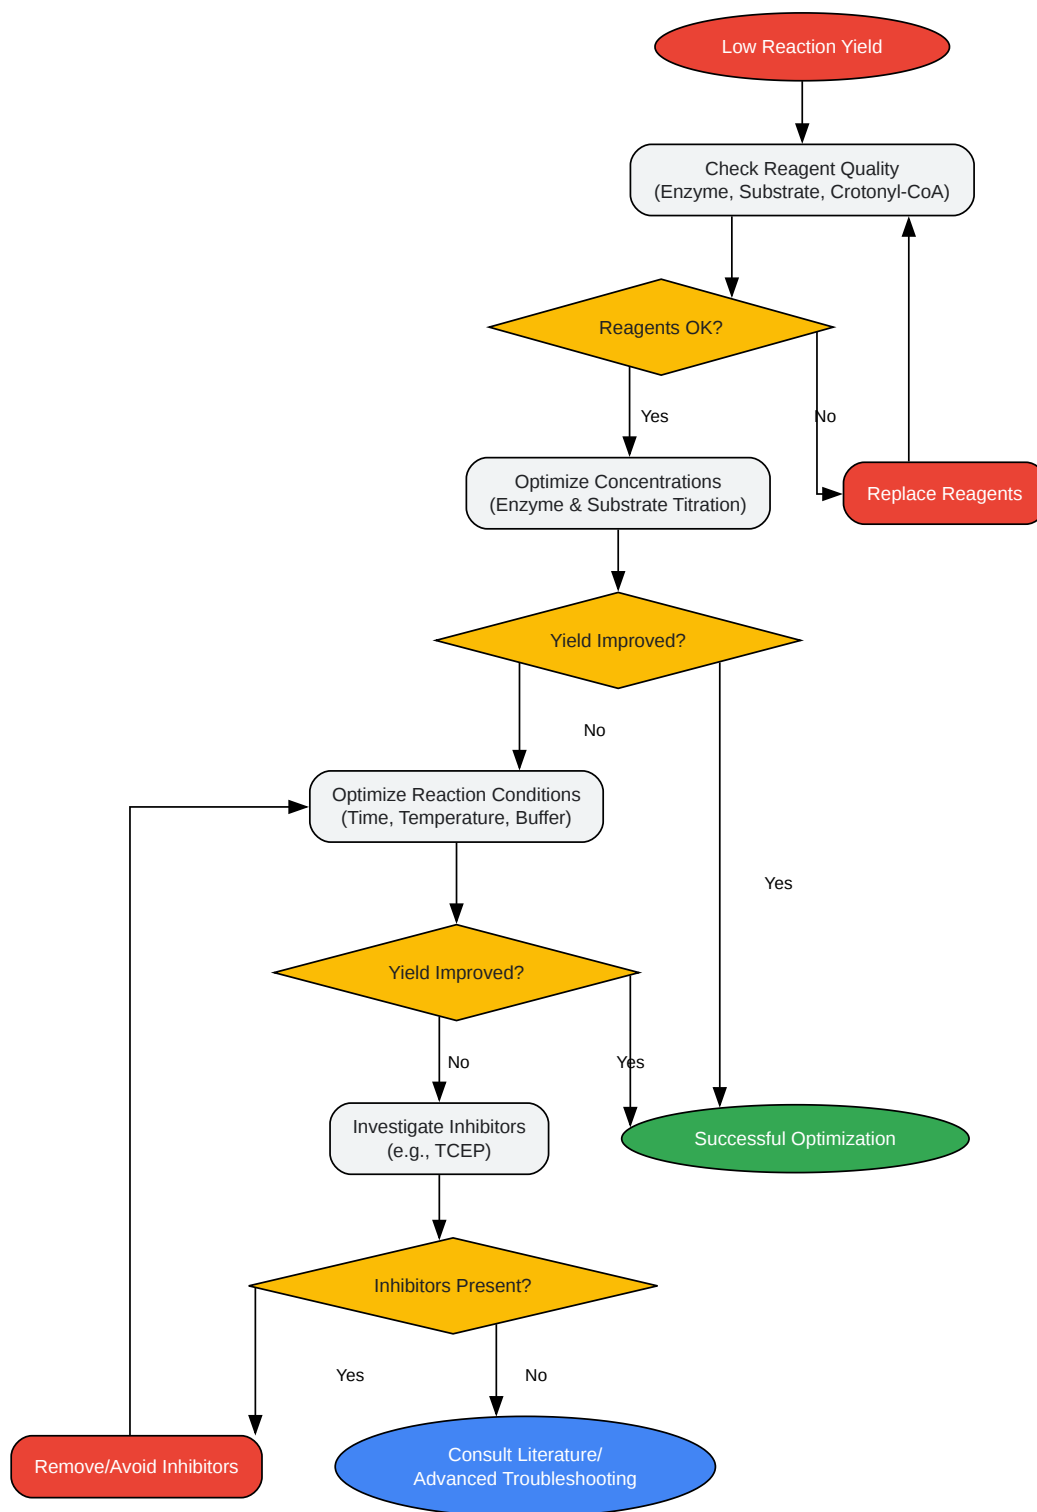 Low Reaction Yield
Check Reagent Quality
(Enzyme, Substrate, Crotonyl-CoA)
Reagents OK?
Yes
No
Optimize Concentrations
(Enzyme & Substrate Titration)
Replace Reagents
Yield Improved?
No
Optimize Reaction Conditions
(Time, Temperature, Buffer)
Yes
Yield Improved?
No
Yes
Investigate Inhibitors
(e.g., TCEP)
Successful Optimization
Inhibitors Present?
Yes
No
Remove/Avoid Inhibitors
Consult Literature/
Advanced Troubleshooting